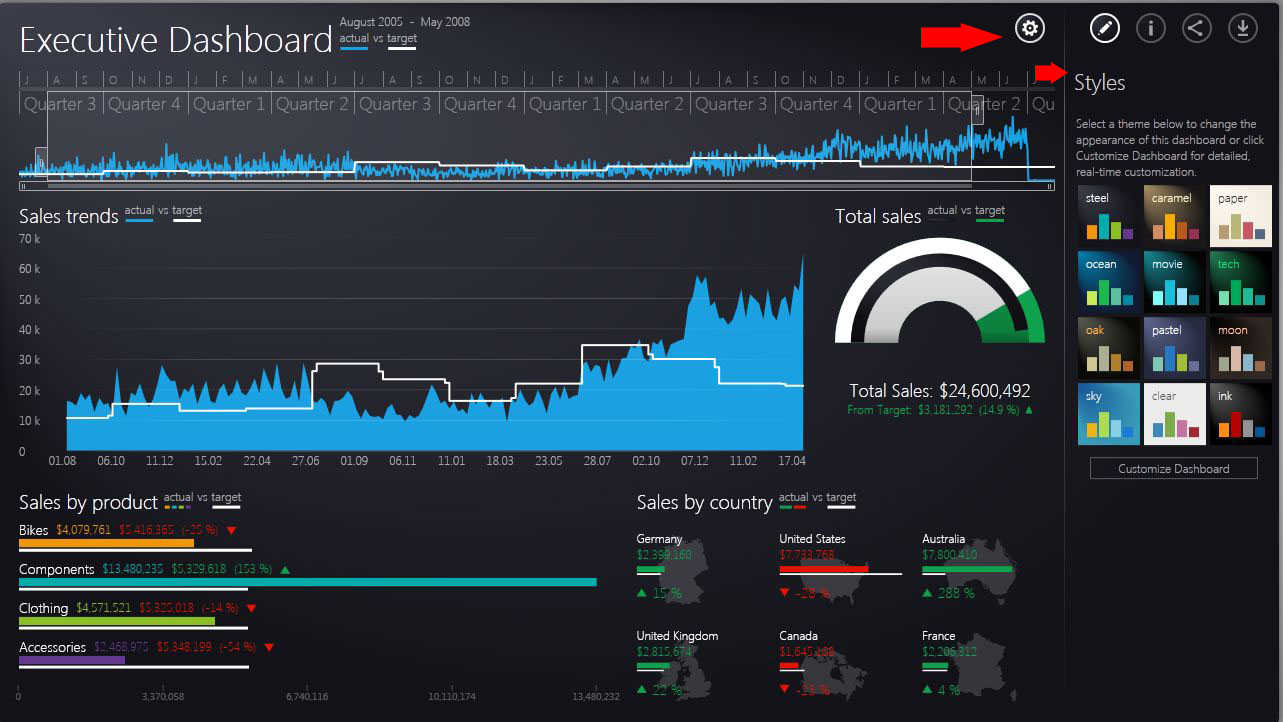 Executive Dashboard
August 2005 - May 2008
actual vs target
J A S O N D J F M A M J J A S O N D J F M A M J J A S O N D J F M A M J J
Quarter 3 Quarter 4 Quarter 1 Quarter 2 Quarter 3 Quarter 4 Quarter 1 Quarter 2 Quarter 3 Quarter 4 Quarter 1 Quarter 2 Qu
Sales trends actual vs target
70 k
60 k
50 k
40 k
30 k
20 k
10 k
0
01.08 06.10 11.12 15.02 22.04 27.06 01.09 06.11 11.01 18.03 23.05 28.07 02.10 07.12 11.02 17.04
Total sales actual vs target
Total Sales: $24,600,492
From Target: $3,181,292 (14.9 %)
Sales by product actual vs target
Bikes $4,079,761 $5,416,365 (-25 %)
Components $13,480,235 $5,329,618 (153 %)
Clothing $4,571,521 $5,325,018 (-14 %)
Accessories $2,468,975 $5,348,199 (-54 %)
0 3,370,058 6,740,116 10,110,174 13,480,232
Sales by country actual vs target
Germany
$2,399,160
15 %
United States
$7,733,768
-28 %
Australia
$7,800,410
288 %
United Kingdom
$2,815,674
22 %
Canada
-23 %
France
$2,206,312
4 %
Styles
Select a theme below to change the
appearance of this dashboard or click
Customize Dashboard for detailed,
real-time customization.
steel caramel paper
ocean movie tech
oak pastel moon
sky clear ink
Customize Dashboard